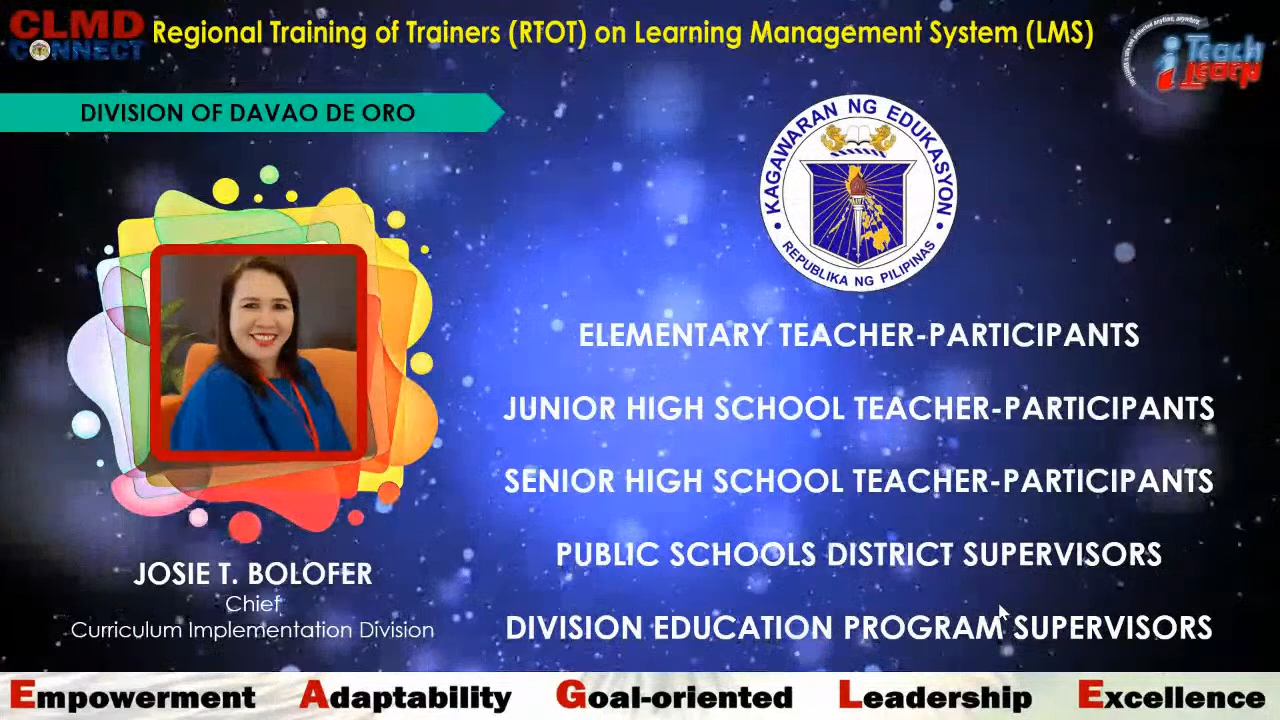 CLMD
CONNECT
Regional Training of Trainers (RTOT) on Learning Management System (LMS)
iTeach
iLearn
DIVISION OF DAVAO DE ORO
KAGAWARAN NG EDUKASYON
REPUBLIKA NG PILIPINAS
ELEMENTARY TEACHER-PARTICIPANTS
JUNIOR HIGH SCHOOL TEACHER-PARTICIPANTS
SENIOR HIGH SCHOOL TEACHER-PARTICIPANTS
PUBLIC SCHOOLS DISTRICT SUPERVISORS
DIVISION EDUCATION PROGRAM SUPERVISORS
JOSIE T. BOLOFER
Chief
Curriculum Implementation Division
Empowerment Adaptability Goal-oriented Leadership Excellence